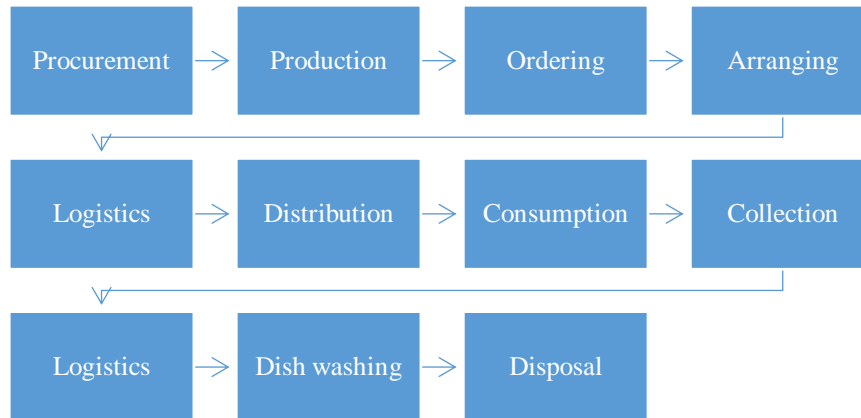 Procurement
Production
Ordering
Arranging
Logistics
Distribution
Consumption
Collection
Logistics
Dish washing
Disposal